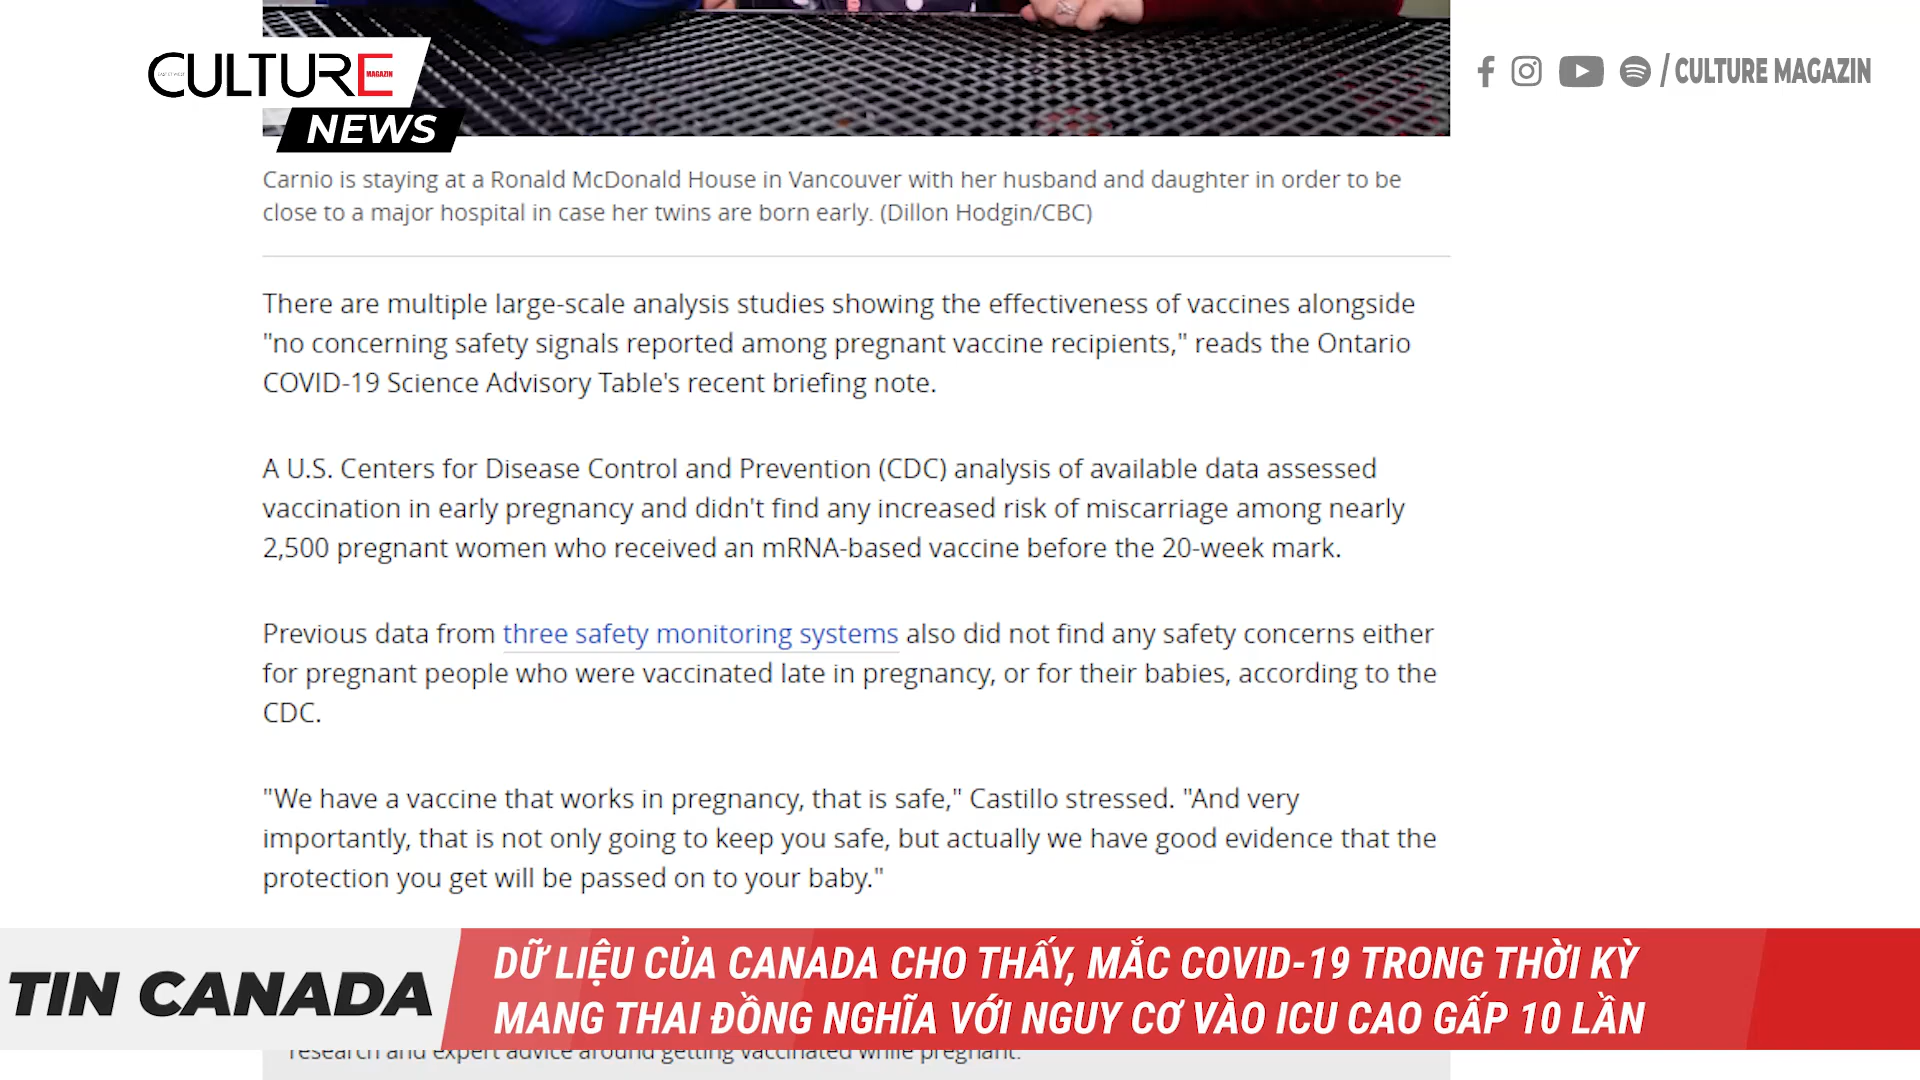 CULTURE
MAGAZIN
NEWS
/ CULTURE MAGAZIN
Carnio is staying at a Ronald McDonald House in Vancouver with her husband and daughter in order to be
close to a major hospital in case her twins are born early. (Dillon Hodgin/CBC)
There are multiple large-scale analysis studies showing the effectiveness of vaccines alongside
"no concerning safety signals reported among pregnant vaccine recipients," reads the Ontario
COVID-19 Science Advisory Table's recent briefing note.
A U.S. Centers for Disease Control and Prevention (CDC) analysis of available data assessed
vaccination in early pregnancy and didn't find any increased risk of miscarriage among nearly
2,500 pregnant women who received an mRNA-based vaccine before the 20-week mark.
Previous data from three safety monitoring systems also did not find any safety concerns either
for pregnant people who were vaccinated late in pregnancy, or for their babies, according to the
CDC.
"We have a vaccine that works in pregnancy, that is safe," Castillo stressed. "And very
importantly, that is not only going to keep you safe, but actually we have good evidence that the
protection you get will be passed on to your baby."
TIN CANADA
DỮ LIỆU CỦA CANADA CHO THẤY, MẮC COVID-19 TRONG THỜI KỲ
MANG THAI ĐỒNG NGHĨA VỚI NGUY CƠ VÀO ICU CAO GẤP 10 LẦN
research and expert advice around getting vaccinated while pregnant.